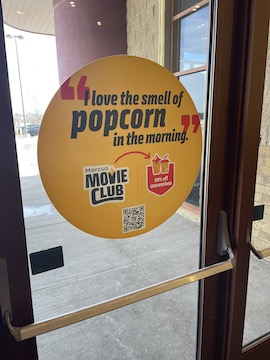 “I love the smell of
popcorn
in the morning.”
Marcus
MOVIE
CLUB
20% off
concessions